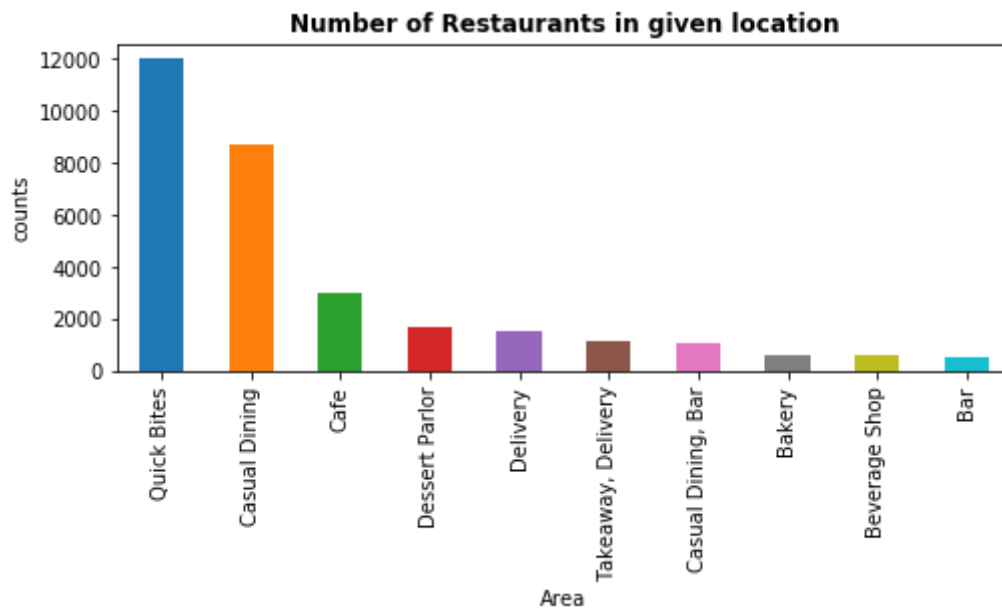 Number of Restaurants in given location
counts
12000
10000
8000
6000
4000
2000
0
Quick Bites
Casual Dining
Cafe
Dessert Parlor
Delivery
Takeaway, Delivery
Casual Dining, Bar
Bakery
Beverage Shop
Bar
Area